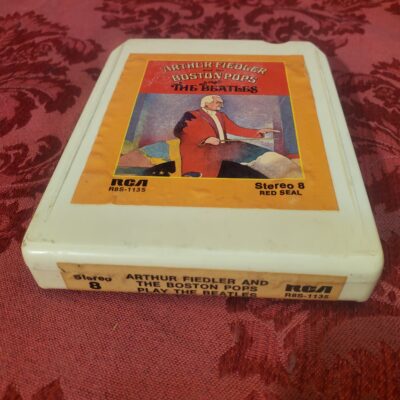 ARTHUR FIEDLER
BOSTON POPS
THE BEATLES
RCA
R8S-1135
Stereo 8
RED SEAL
Stereo
8
ARTHUR FIEDLER AND
THE BOSTON POPS
PLAY THE BEATLES
RCA
R8S-1135